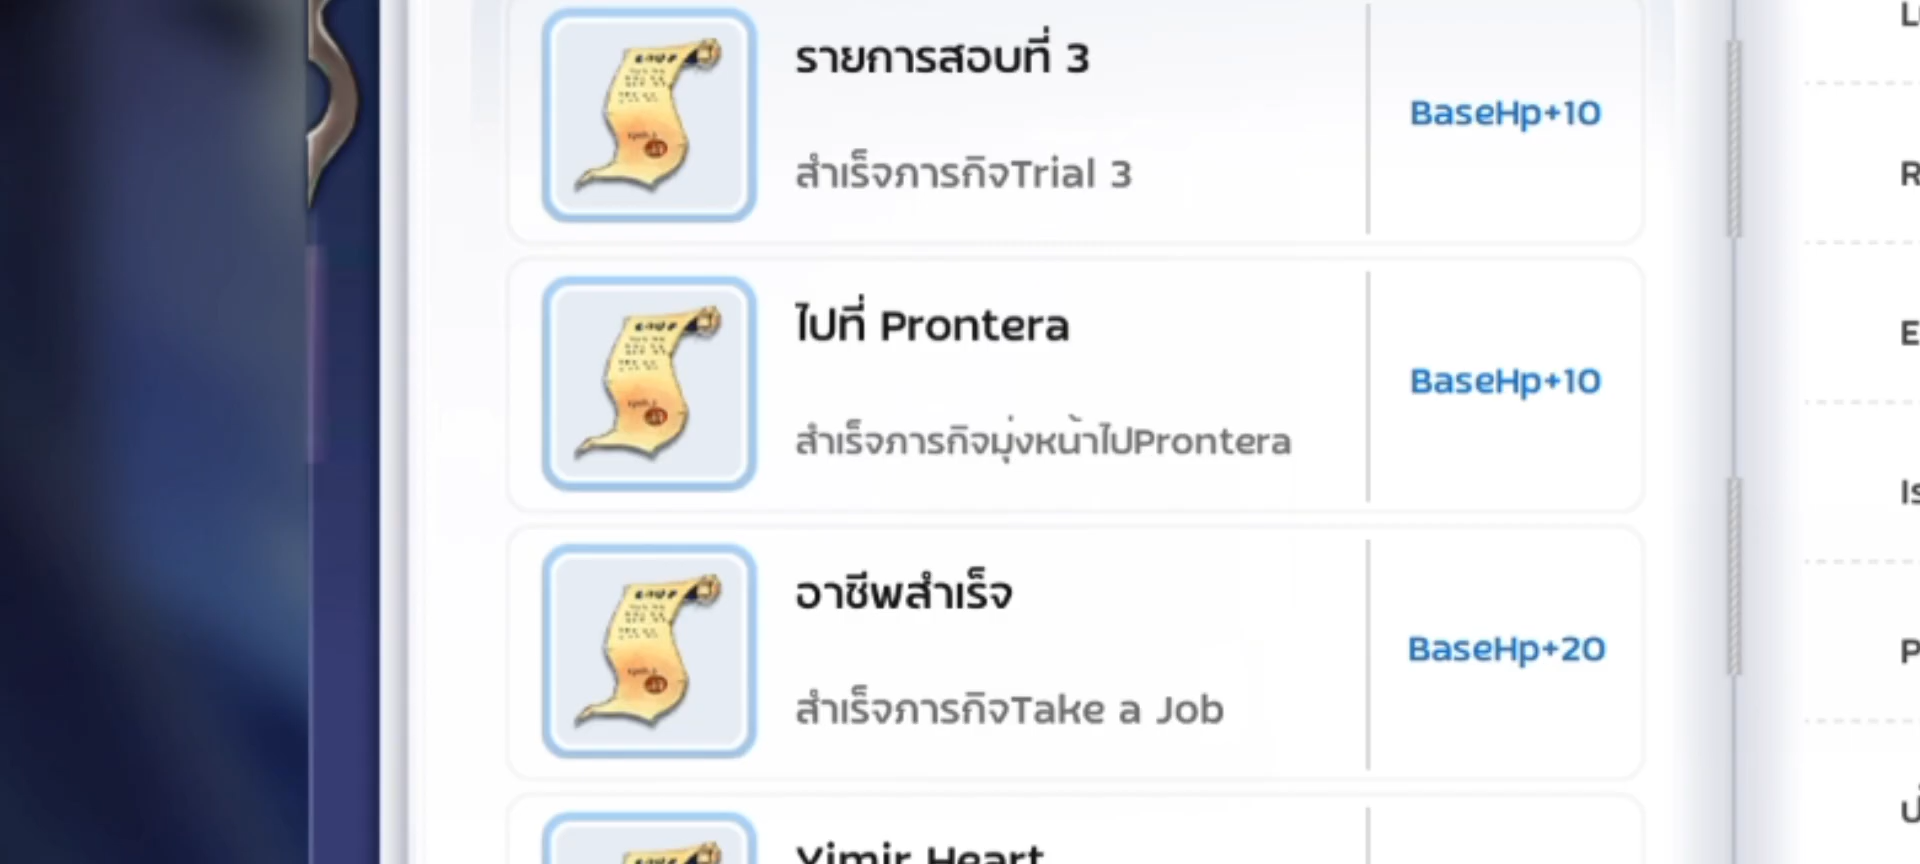 รายการสอบที่ 3
สำเร็จภารกิจTrial 3
BaseHp+10
ไปที่ Prontera
สำเร็จภารกิจมุ่งหน้าไปProntera
BaseHp+10
อาชีพสำเร็จ
สำเร็จภารกิจTake a Job
BaseHp+20
Yimir Heart